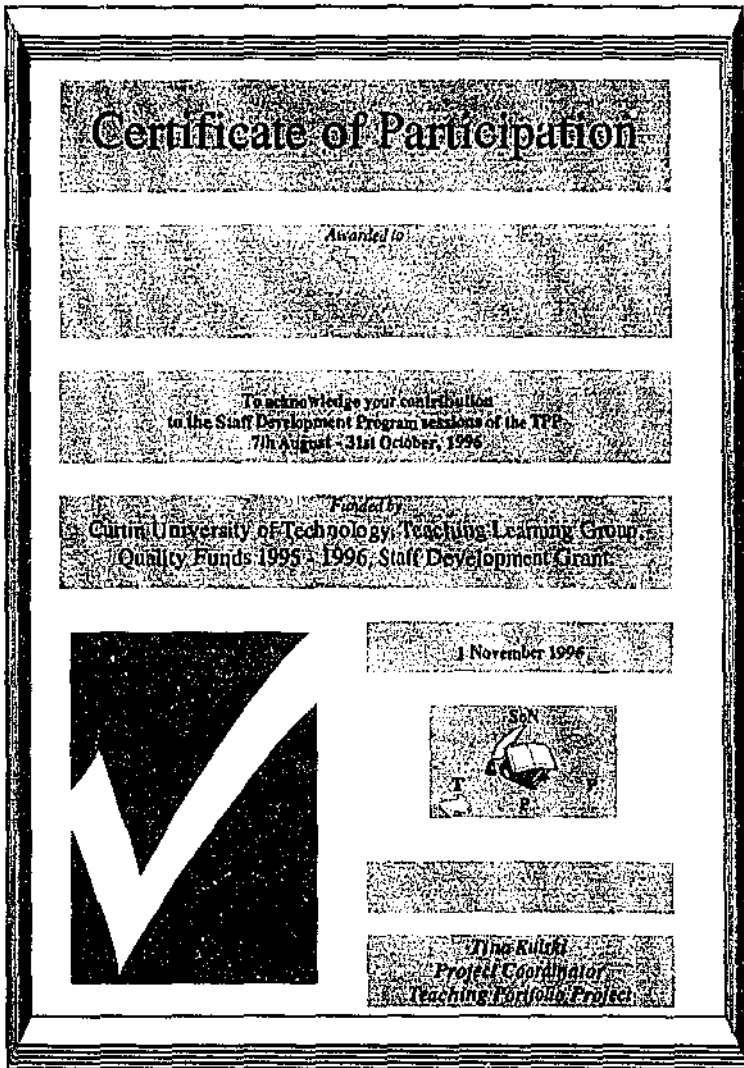 Certificate of Participation
Awarded to
To acknowledge your contribution
to the Staff Development Program sessions of the TPP
7th August - 31st October, 1996
Funded by
Curtin University of Technology, Teaching Learning Group,
Quality Funds 1995 - 1996, Staff Development Grant.
1 November 1996
SoN
T P
P
Tina Kulski
Project Coordinator
Teaching Portfolio Project